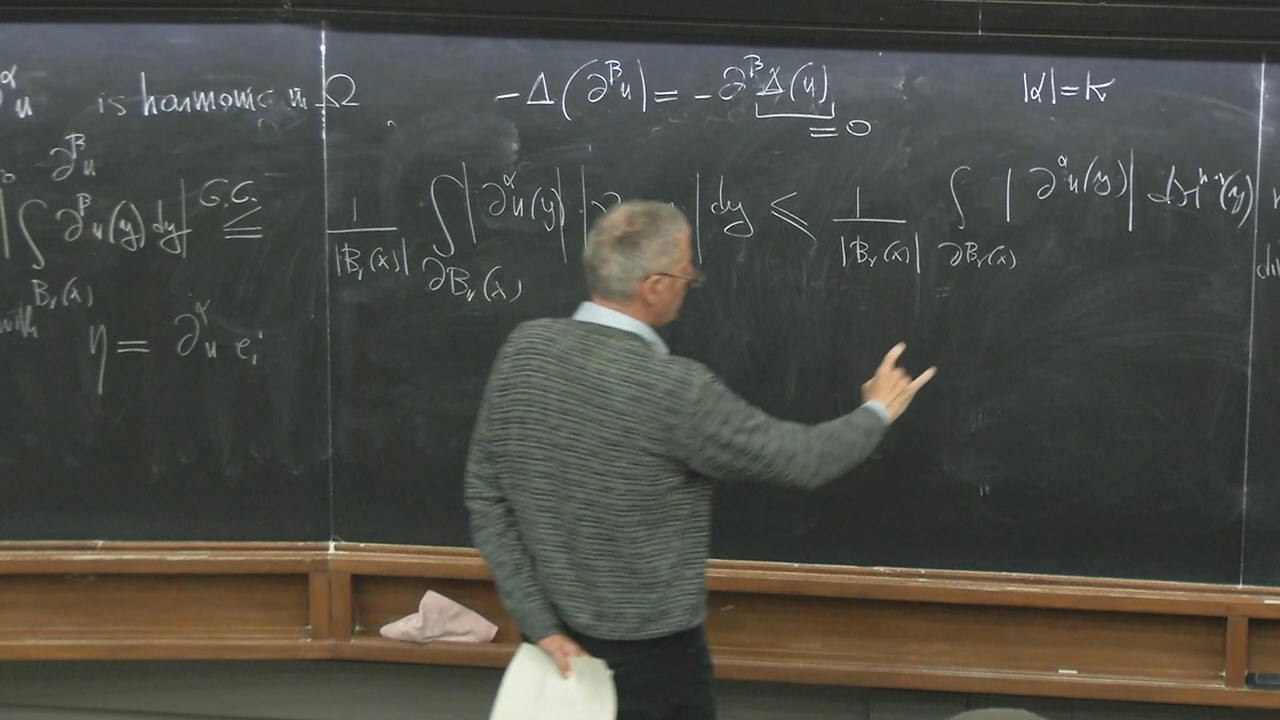 ∂^α u is harmonic in Ω
-Δ(∂^β u) = -∂^β Δ(u) = 0
|α| = k
∂^β u
|∫_{B_r(x)} ∂^β u(y) dy| G.G. ≤ 1/|B_r(x)| ∫_{∂B_r(x)} |∂^α u(y)| | | dy ≤ 1/|B_r(x)| ∫_{∂B_r(x)} |∂^α u(y)| dH^{n-1}(y)
with η = ∂^α u e_i